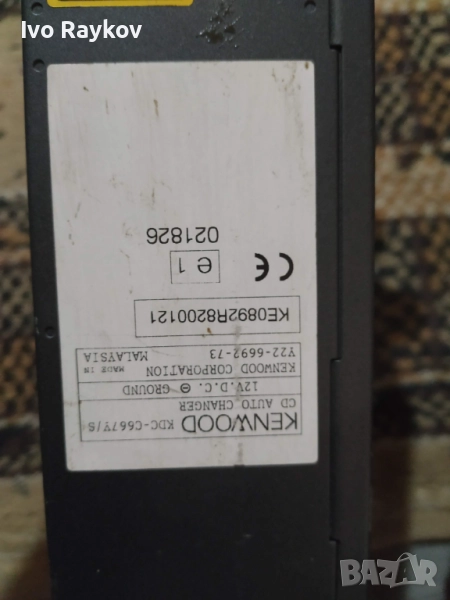 Ivo Raykov
KENWOOD KDC-C667Y/S
CD AUTO CHANGER
12V.D.C. ⊖ GROUND
KENWOOD CORPORATION MADE IN
Y22-6692-73 MALAYSIA
KE0892R8200121
e 1 CE
021826
BAZAR